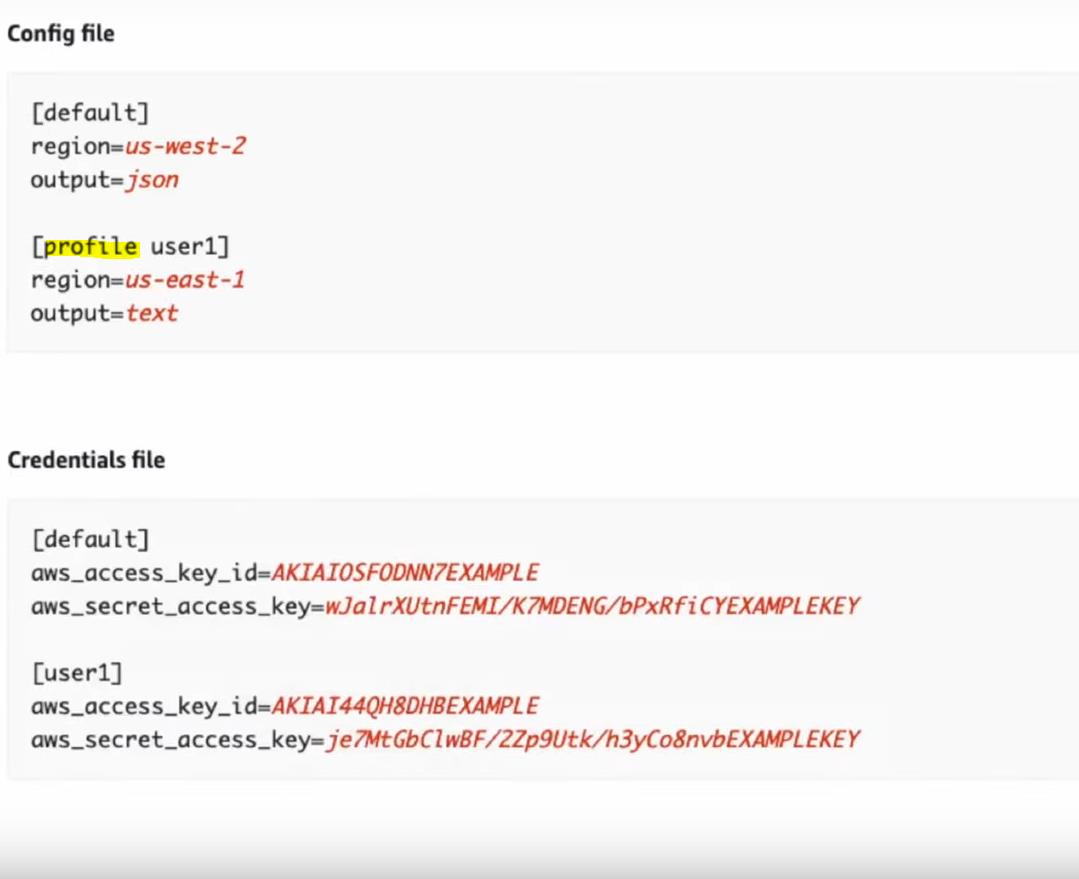 Config file
[default]
region=us-west-2
output=json
[profile user1]
region=us-east-1
output=text
Credentials file
[default]
aws_access_key_id=AKIAIOSFODNN7EXAMPLE
aws_secret_access_key=wJalrXUtnFEMI/K7MDENG/bPxRfiCYEXAMPLEKEY
[user1]
aws_access_key_id=AKIAI44QH8DHBEXAMPLE
aws_secret_access_key=je7MtGbClwBF/2Zp9Utk/h3yCo8nvbEXAMPLEKEY